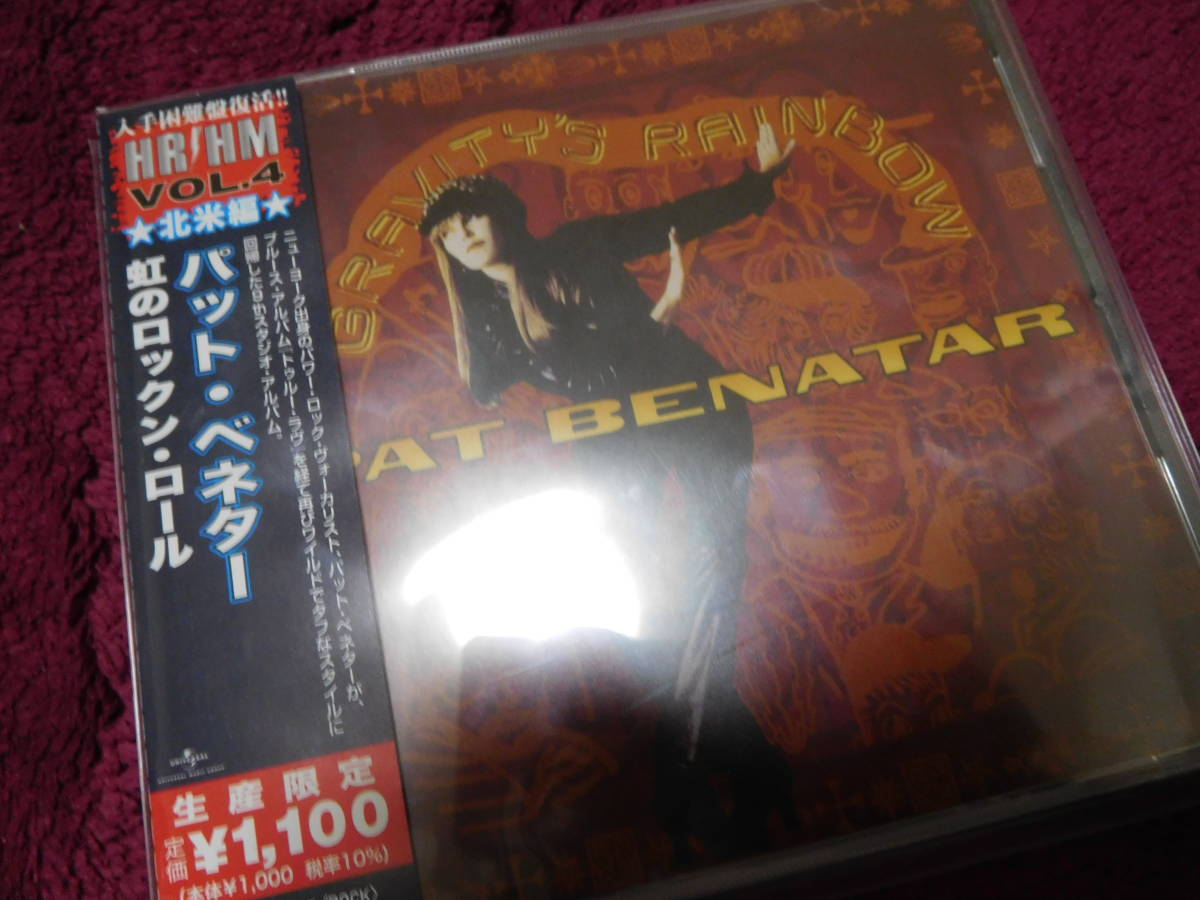 入手困難盤復活!!
HR/HM
VOL.4
★北米編★
パット・ベネター
虹のロックン・ロール
ニューヨーク出身のパワー・ロック・ヴォーカリスト、パット・ベネターが、
ブルース・アルバム『トゥルー・ラヴ』を経て再びワイルドでタフなスタイルに
回帰した9thスタジオ・アルバム。
UNIVERSAL
UNIVERSAL MUSIC GROUP
生産限定
定価 ¥1,100
(本体¥1,000 税率10%)
GRAVITY'S RAINBOW
PAT BENATAR